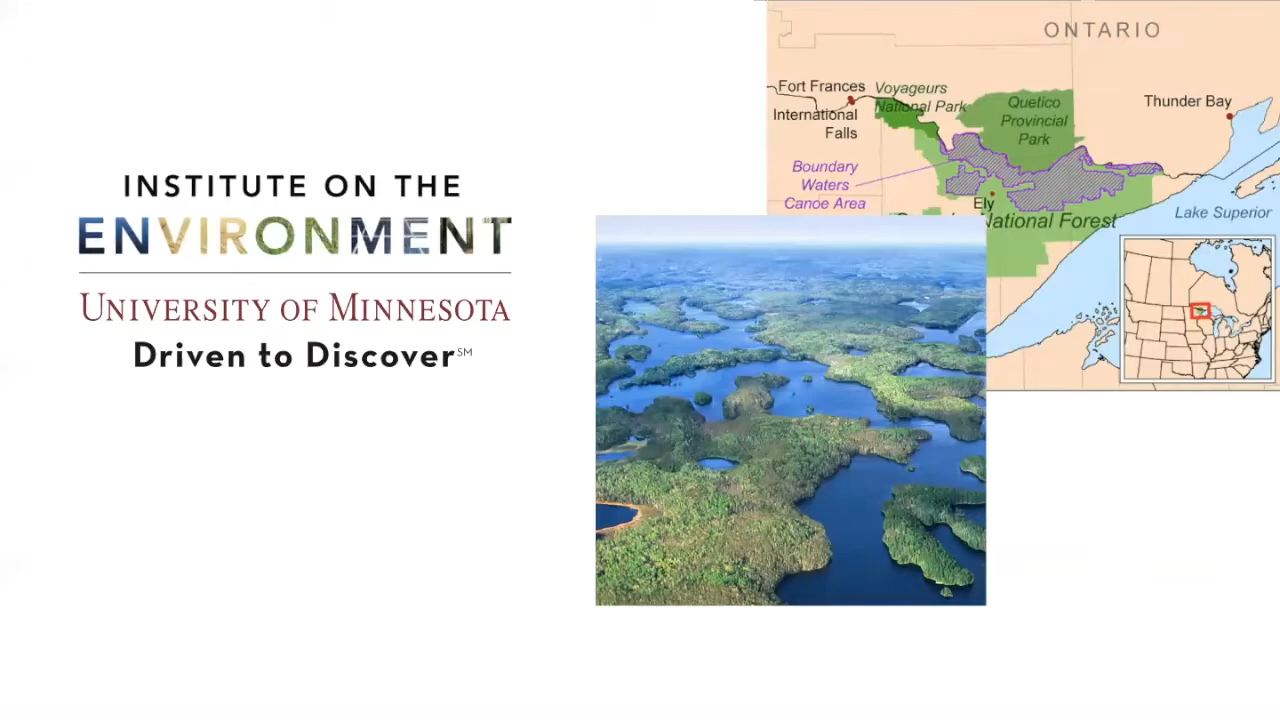 INSTITUTE ON THE
ENVIRONMENT
UNIVERSITY OF MINNESOTA
Driven to Discover℠
ONTARIO
Fort Frances
Voyageurs
National Park
International
Falls
Quetico
Provincial
Park
Thunder Bay
Boundary
Waters
Canoe Area
Ely
National Forest
Lake Superior